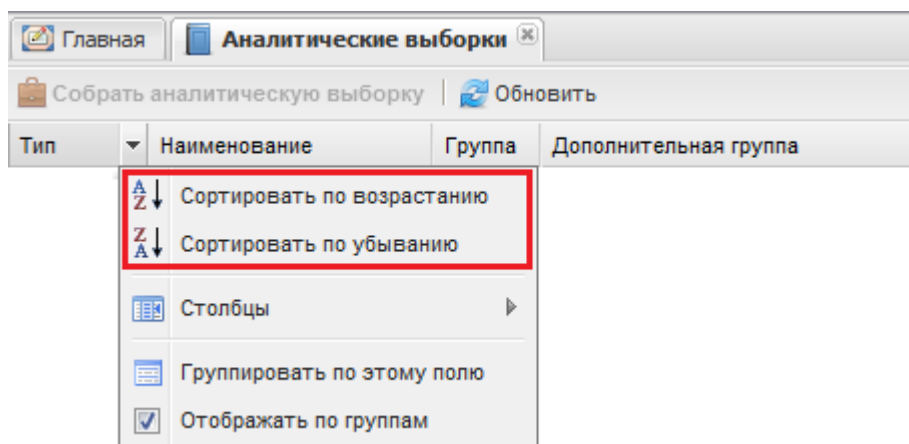 Главная Аналитические выборки
Собрать аналитическую выборку Обновить
Тип Наименование Группа Дополнительная группа
Сортировать по возрастанию
Сортировать по убыванию
Столбцы
Группировать по этому полю
Отображать по группам